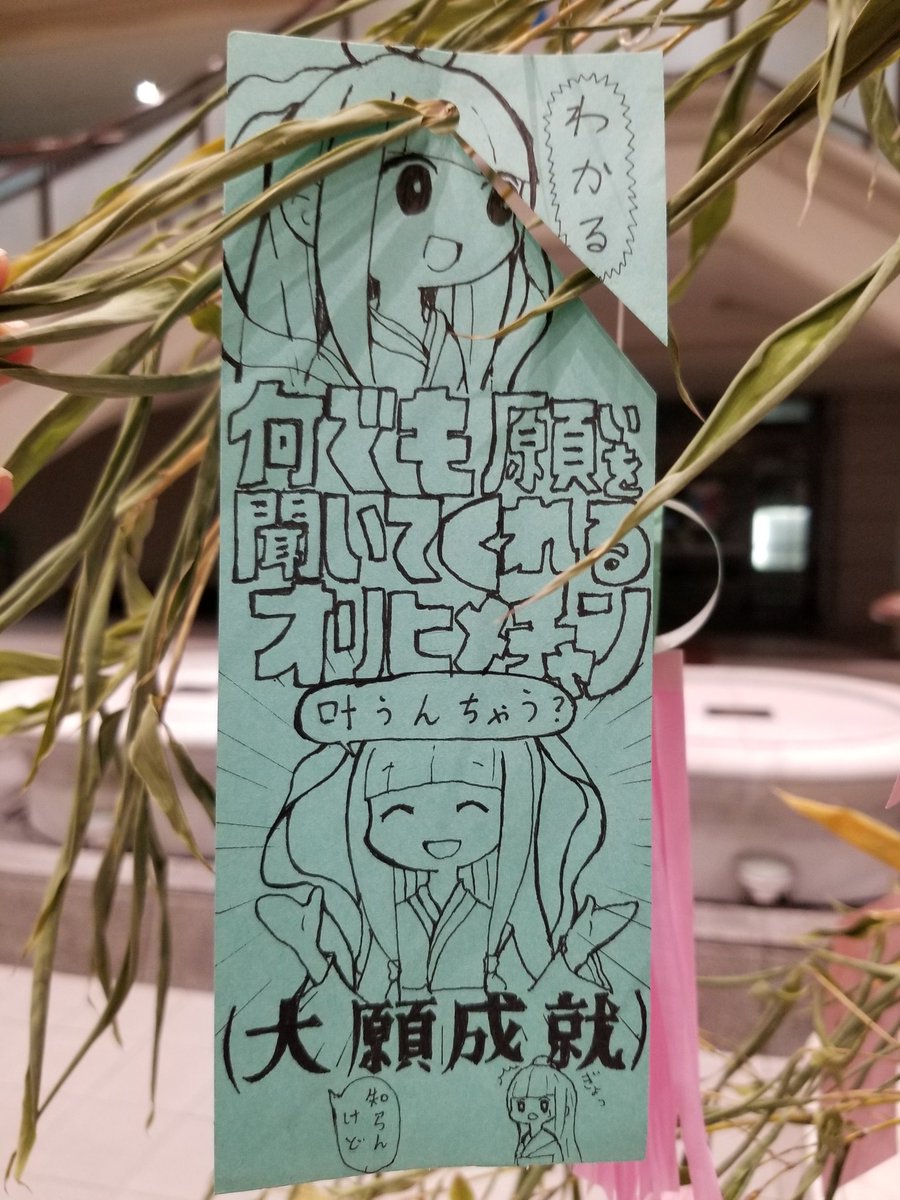 わかる
何でも願いを
聞いてくれる
オリヒメチャン
叶うんちゃう?
(大願成就)
知らん
けど